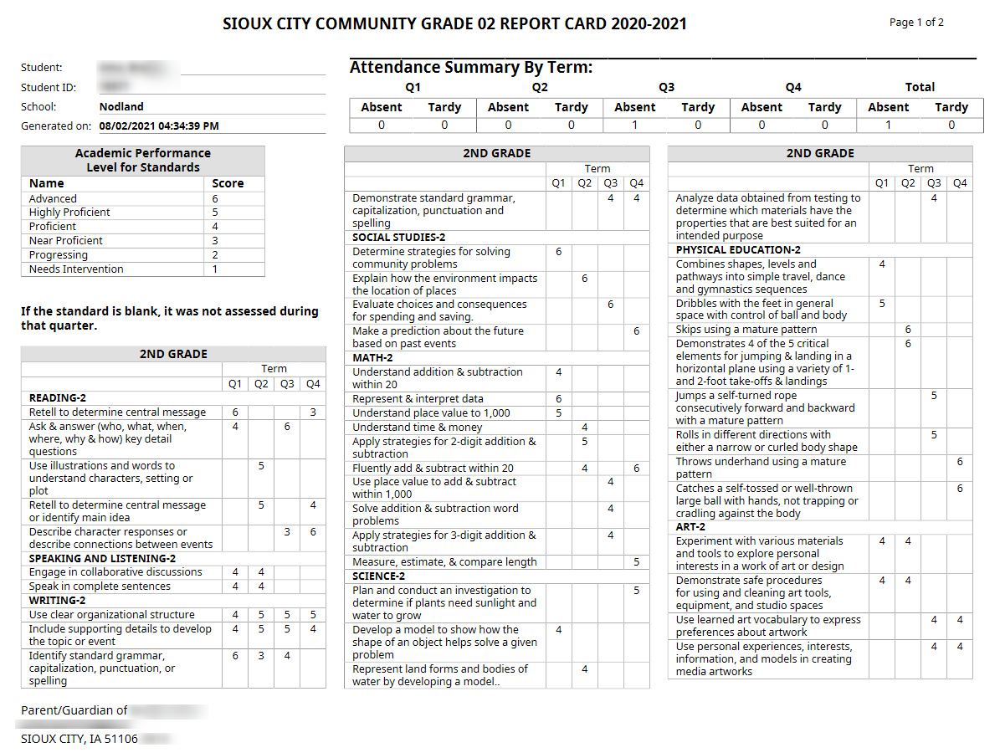 SIOUX CITY COMMUNITY GRADE 02 REPORT CARD 2020-2021
Page 1 of 2
Student:
Student ID:
School: Nodland
Generated on: 08/02/2021 04:34:39 PM
Attendance Summary By Term:
Q1 Q2 Q3 Q4 Total
Absent Tardy Absent Tardy Absent Tardy Absent Tardy Absent Tardy
0 0 0 0 1 0 0 0 1 0
Academic Performance
Level for Standards
Name Score
Advanced 6
Highly Proficient 5
Proficient 4
Near Proficient 3
Progressing 2
Needs Intervention 1
If the standard is blank, it was not assessed during
that quarter.
2ND GRADE
Term
Q1 Q2 Q3 Q4
READING-2
Retell to determine central message 6 3
Ask & answer (who, what, when, 4 6
where, why & how) key detail
questions
Use illustrations and words to 5
understand characters, setting or
plot
Retell to determine central message 5 4
or identify main idea
Describe character responses or 3 6
describe connections between events
SPEAKING AND LISTENING-2
Engage in collaborative discussions 4 4
Speak in complete sentences 4 4
WRITING-2
Use clear organizational structure 4 5 5 5
Include supporting details to develop 4 5 5 4
the topic or event
Identify standard grammar, 6 3 4
capitalization, punctuation, or
spelling
2ND GRADE
Term
Q1 Q2 Q3 Q4
Demonstrate standard grammar, 4 4
capitalization, punctuation and
spelling
SOCIAL STUDIES-2
Determine strategies for solving 6
community problems
Explain how the environment impacts 6
the location of places
Evaluate choices and consequences 6
for spending and saving.
Make a prediction about the future 6
based on past events
MATH-2
Understand addition & subtraction 4
within 20
Represent & interpret data 6
Understand place value to 1,000 5
Understand time & money 4
Apply strategies for 2-digit addition & 5
subtraction
Fluently add & subtract within 20 4 6
Use place value to add & subtract 4
within 1,000
Solve addition & subtraction word 4
problems
Apply strategies for 3-digit addition & 4
subtraction
Measure, estimate, & compare length 5
SCIENCE-2
Plan and conduct an investigation to 5
determine if plants need sunlight and
water to grow
Develop a model to show how the 4
shape of an object helps solve a given
problem
Represent land forms and bodies of 4
water by developing a model..
2ND GRADE
Term
Q1 Q2 Q3 Q4
Analyze data obtained from testing to 4
determine which materials have the
properties that are best suited for an
intended purpose
PHYSICAL EDUCATION-2
Combines shapes, levels and 4
pathways into simple travel, dance
and gymnastics sequences
Dribbles with the feet in general 5
space with control of ball and body
Skips using a mature pattern 6
Demonstrates 4 of the 5 critical 6
elements for jumping & landing in a
horizontal plane using a variety of 1-
and 2-foot take-offs & landings
Jumps a self-turned rope 5
consecutively forward and backward
with a mature pattern
Rolls in different directions with 5
either a narrow or curled body shape
Throws underhand using a mature 6
pattern
Catches a self-tossed or well-thrown 6
large ball with hands, not trapping or
cradling against the body
ART-2
Experiment with various materials 4 4
and tools to explore personal
interests in a work of art or design
Demonstrate safe procedures 4 4
for using and cleaning art tools,
equipment, and studio spaces
Use learned art vocabulary to express 4 4
preferences about artwork
Use personal experiences, interests, 4 4
information, and models in creating
media artworks
Parent/Guardian of
SIOUX CITY, IA 51106